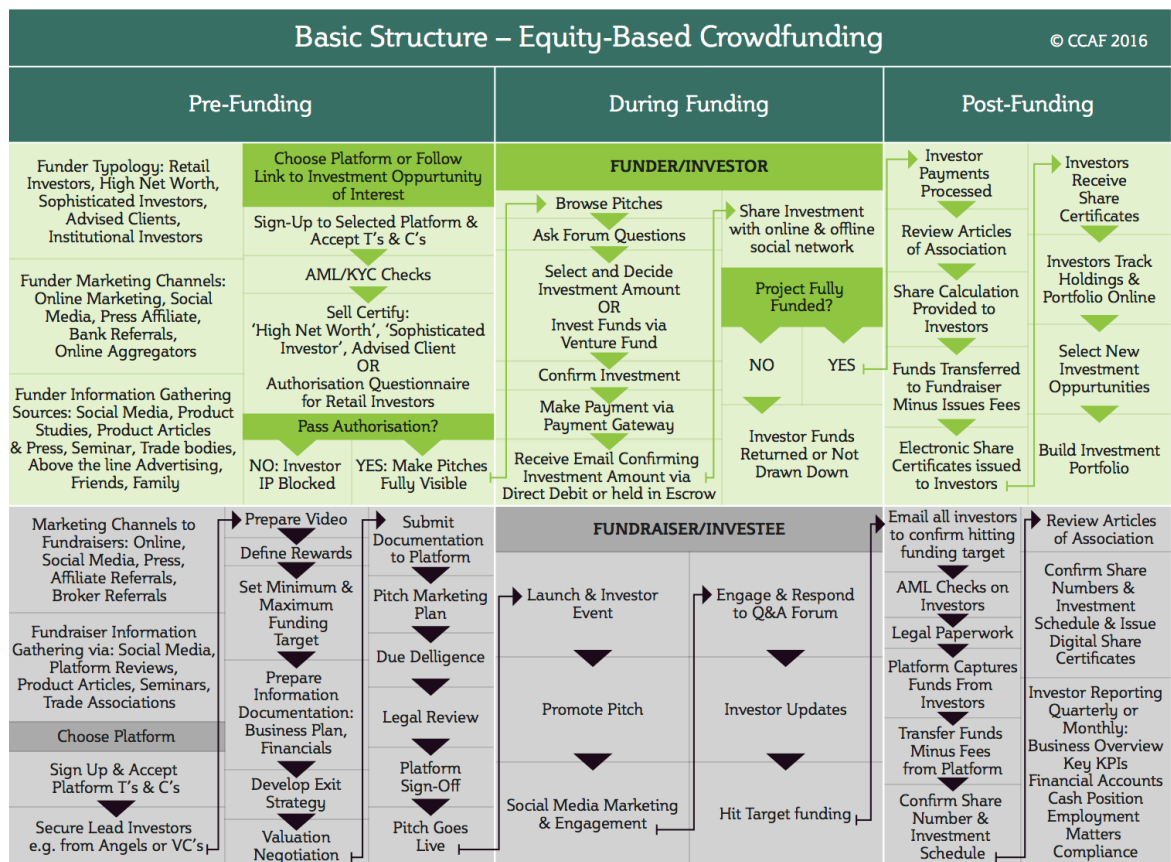 Basic Structure – Equity-Based Crowdfunding
© CCAF 2016
Pre-Funding
During Funding
Post-Funding
Funder Typology: Retail
Investors, High Net Worth,
Sophisticated Investors,
Advised Clients,
Institutional Investors
Funder Marketing Channels:
Online Marketing, Social
Media, Press Affiliate,
Bank Referrals,
Online Aggregators
Funder Information Gathering
Sources: Social Media, Product
Studies, Product Articles
& Press, Seminar, Trade bodies,
Above the line Advertising,
Friends, Family
Choose Platform or Follow
Link to Investment Oppurtunity
of Interest
Sign-Up to Selected Platform &
Accept T's & C's
AML/KYC Checks
Sell Certify:
'High Net Worth', 'Sophisticated
Investor', Advised Client
OR
Authorisation Questionnaire
for Retail Investors
Pass Authorisation?
NO: Investor
IP Blocked
YES: Make Pitches
Fully Visible
FUNDER/INVESTOR
Browse Pitches
Ask Forum Questions
Select and Decide
Investment Amount
OR
Invest Funds via
Venture Fund
Confirm Investment
Make Payment via
Payment Gateway
Receive Email Confirming
Investment Amount via
Direct Debit or held in Escrow
Share Investment
with online & offline
social network
Project Fully
Funded?
NO
YES
Investor Funds
Returned or Not
Drawn Down
Investor
Payments
Processed
Review Articles
of Association
Share Calculation
Provided to
Investors
Funds Transferred
to Fundraiser
Minus Issues Fees
Electronic Share
Certificates issued
to Investors
Investors
Receive
Share
Certificates
Investors Track
Holdings &
Portfolio Online
Select New
Investment
Oppurtunities
Build Investment
Portfolio
Marketing Channels to
Fundraisers: Online,
Social Media, Press,
Affiliate Referrals,
Broker Referrals
Fundraiser Information
Gathering via: Social Media,
Platform Reviews,
Product Articles, Seminars,
Trade Associations
Choose Platform
Sign Up & Accept
Platform T's & C's
Secure Lead Investors
e.g. from Angels or VC's
Prepare Video
Define Rewards
Set Minimum &
Maximum
Funding
Target
Prepare
Information
Documentation:
Business Plan,
Financials
Develop Exit
Strategy
Valuation
Negotiation
Submit
Documentation
to Platform
Pitch Marketing
Plan
Due Delligence
Legal Review
Platform
Sign-Off
Pitch Goes
Live
FUNDRAISER/INVESTEE
Launch & Investor
Event
Promote Pitch
Social Media Marketing
& Engagement
Engage & Respond
to Q&A Forum
Investor Updates
Hit Target funding
Email all investors
to confirm hitting
funding target
AML Checks on
Investors
Legal Paperwork
Platform Captures
Funds From
Investors
Transfer Funds
Minus Fees
from Platform
Confirm Share
Number &
Investment
Schedule
Review Articles
of Association
Confirm Share
Numbers &
Investment
Schedule & Issue
Digital Share
Certificates
Investor Reporting
Quarterly or
Monthly:
Business Overview
Key KPIs
Financial Accounts
Cash Position
Employment
Matters
Compliance